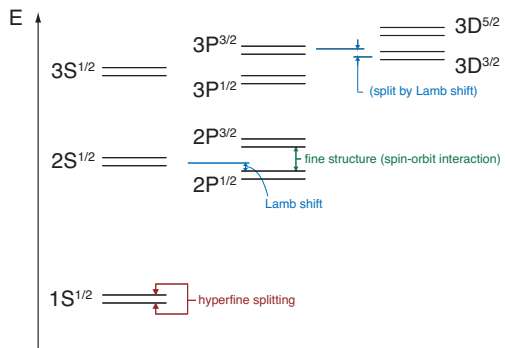 E
3D5/2
3P3/2
3D3/2
3S1/2
3P1/2
(split by Lamb shift)
2P3/2
2S1/2
fine structure (spin-orbit interaction)
2P1/2
Lamb shift
1S1/2
hyperfine splitting